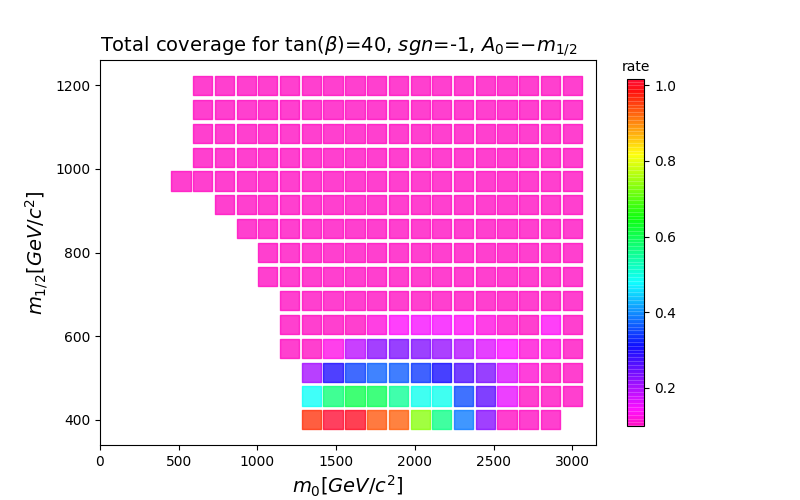 Total coverage for tan(β)=40, sgn=-1, A₀=−m₁/₂
rate
1200
1000
800
600
400
m₁/₂[GeV/c²]
0 500 1000 1500 2000 2500 3000
m₀[GeV/c²]
1.0
0.8
0.6
0.4
0.2